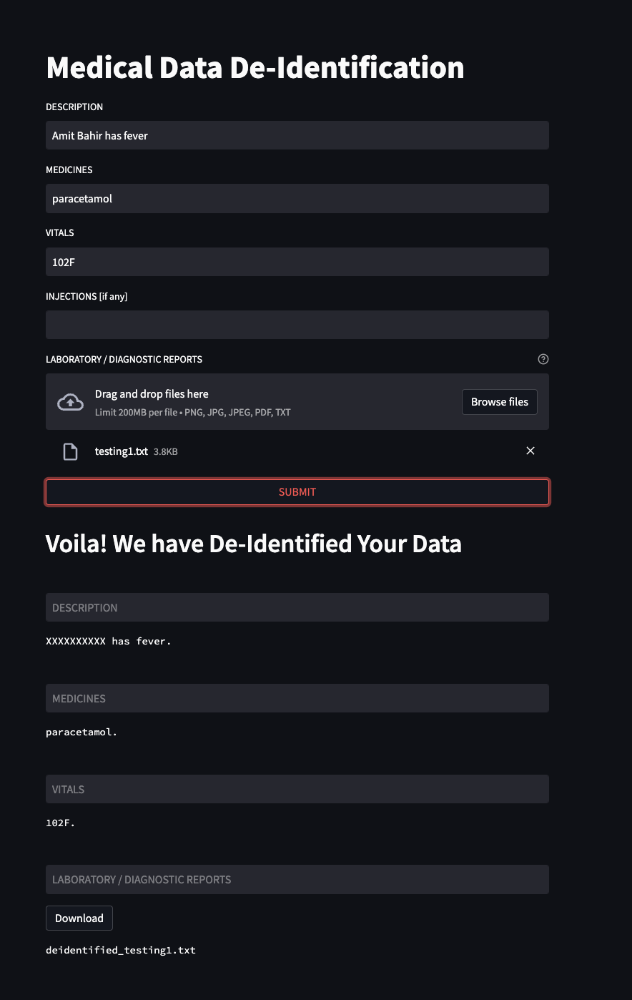 Medical Data De-Identification
DESCRIPTION
Amit Bahir has fever
MEDICINES
paracetamol
VITALS
102F
INJECTIONS [if any]
LABORATORY / DIAGNOSTIC REPORTS
Drag and drop files here
Limit 200MB per file • PNG, JPG, JPEG, PDF, TXT
Browse files
testing1.txt 3.8KB
SUBMIT
Voila! We have De-Identified Your Data
DESCRIPTION
XXXXXXXXXX has fever.
MEDICINES
paracetamol.
VITALS
102F.
LABORATORY / DIAGNOSTIC REPORTS
Download
deidentified_testing1.txt